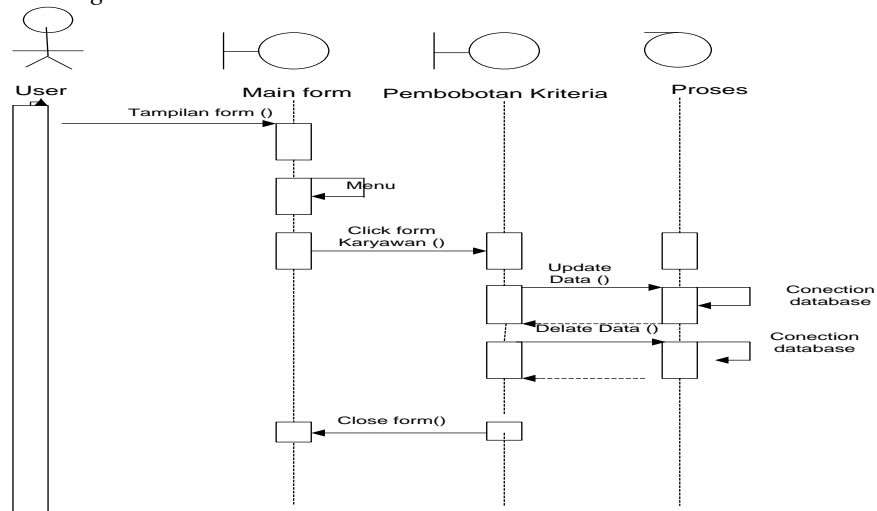 User
Main form
Pembobotan Kriteria
Proses
Tampilan form ()
Menu
Click form
Karyawan ()
Update
Data ()
Conection
database
Delate Data ()
Conection
database
Close form()